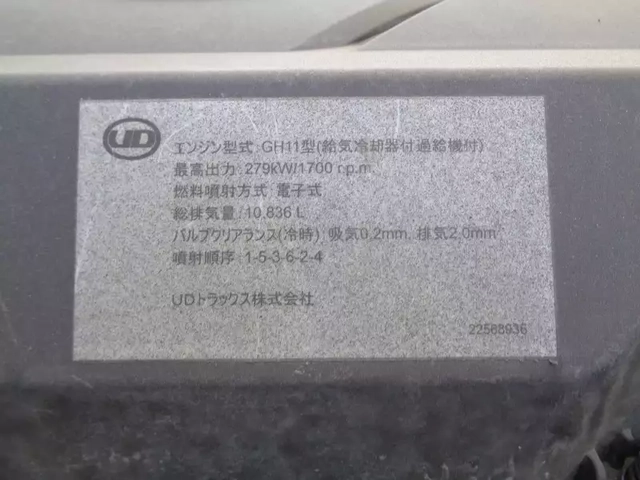 UD
エンジン型式:GH11型(給気冷却器付過給機付)
最高出力:279kW/1700 r.p.m.
燃料噴射方式:電子式
総排気量:10.836 L
バルブクリアランス(冷時):吸気0.2mm, 排気2.0mm
噴射順序:1-5-3-6-2-4
UDトラックス株式会社
22568936